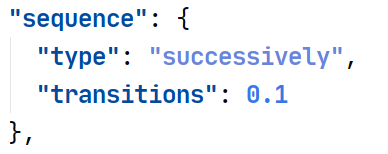 "sequence": {
  "type": "successively",
  "transitions": 0.1
},